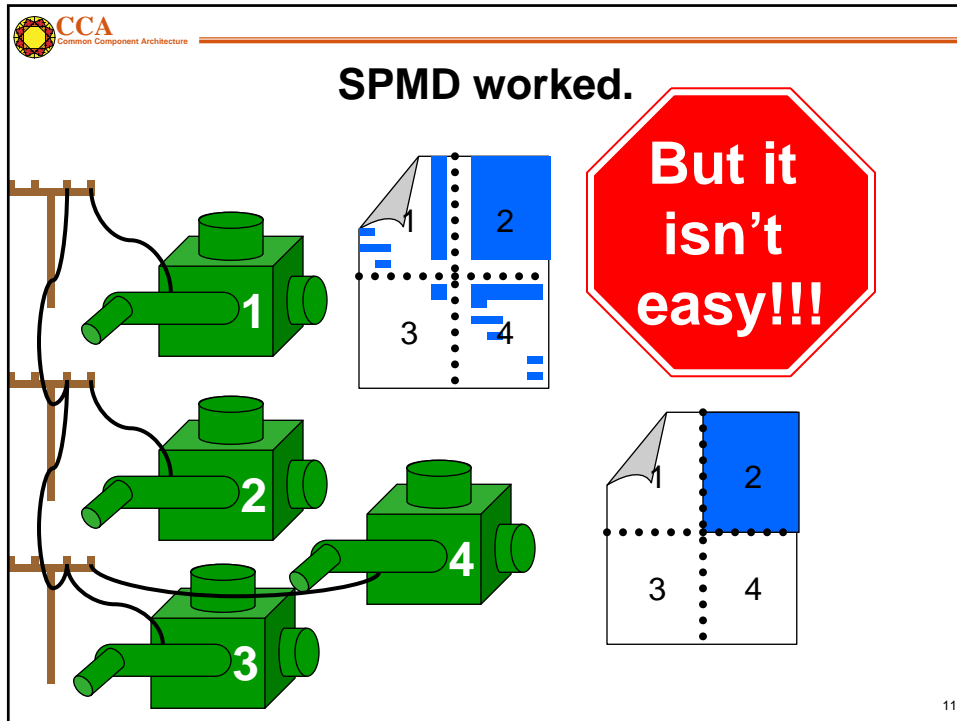 CCA
Common Component Architecture
SPMD worked.
But it
isn't
easy!!!
1
2
3
4
1
2
3
4
1 2
3 4
11